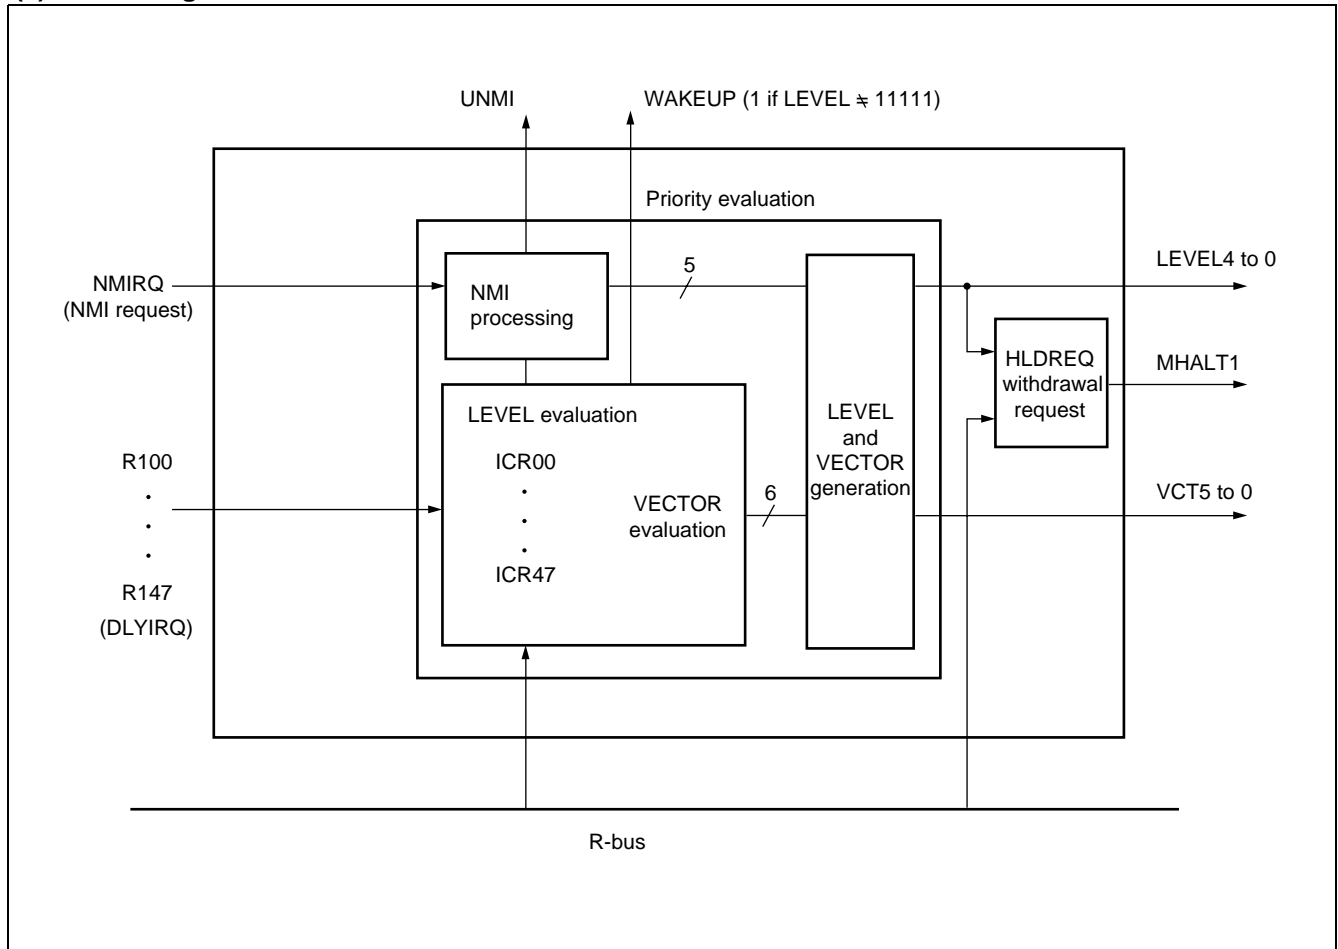 UNMI
WAKEUP (1 if LEVEL ≒ 11111)
Priority evaluation
NMIRQ
(NMI request)
NMI
processing
5
LEVEL4 to 0
HLDREQ
withdrawal
request
MHALT1
LEVEL evaluation
ICR00
.
.
.
ICR47
VECTOR
evaluation
6
LEVEL
and
VECTOR
generation
R100
.
.
.
R147
(DLYIRQ)
VCT5 to 0
R-bus